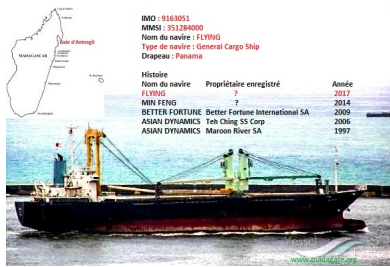 IMO : 9163051
MMSI : 351284000
Nom du navire : FLYING
Type de navire : General Cargo Ship
Drapeau : Panama
MADAGASCAR
Baie d'Antongil
Histoire
Nom du navire Propriétaire enregistré Année
FLYING ? 2017
MIN FENG ? 2014
BETTER FORTUNE Better Fortune International SA 2009
ASIAN DYNAMICS Teh Ching SS Corp 2006
ASIAN DYNAMICS Maroon River SA 1997
www.madagate.org